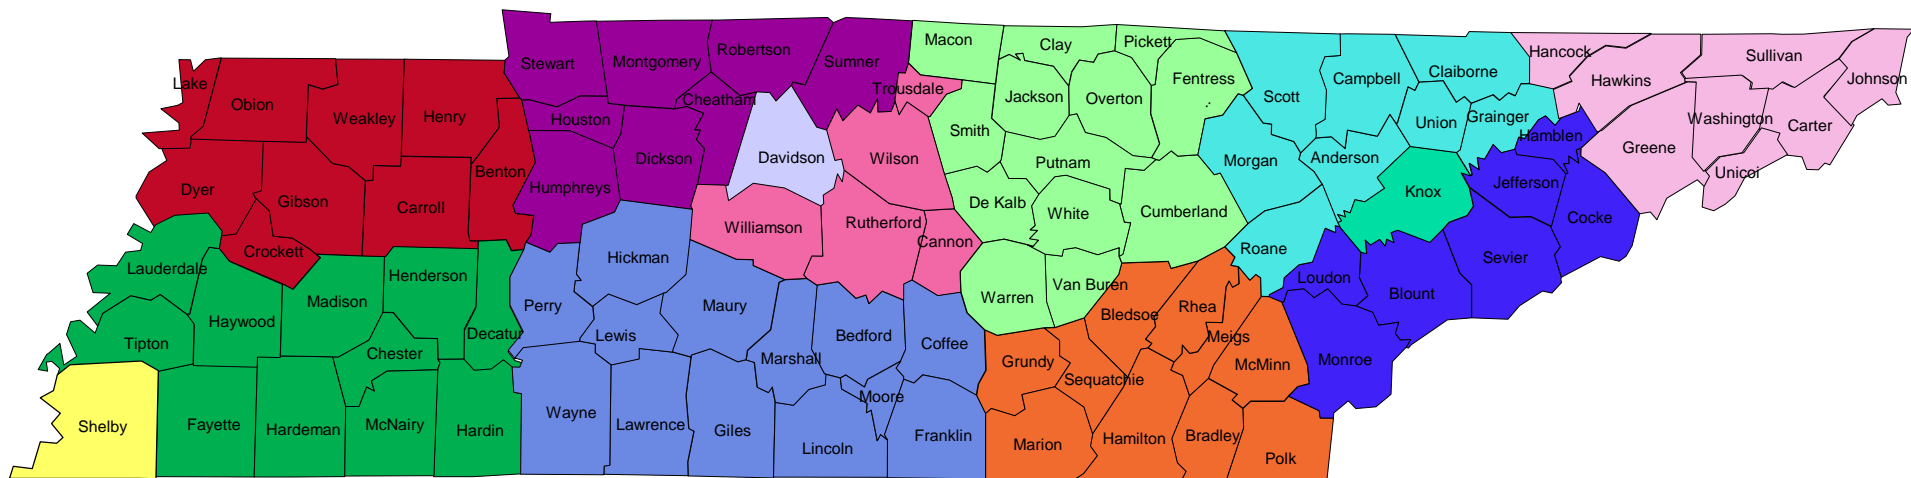 Lake
Obion
Weakley
Henry
Benton
Dyer
Gibson
Carroll
Crockett
Stewart
Montgomery
Robertson
Sumner
Cheatham
Houston
Dickson
Humphreys
Davidson
Trousdale
Wilson
Williamson
Rutherford
Cannon
Macon
Clay
Pickett
Fentress
Jackson
Overton
Smith
Putnam
De Kalb
White
Cumberland
Warren
Van Buren
Scott
Campbell
Claiborne
Union
Grainger
Morgan
Anderson
Roane
Knox
Hancock
Hawkins
Sullivan
Johnson
Washington
Carter
Greene
Unicoi
Hamblen
Jefferson
Cocke
Sevier
Loudon
Blount
Monroe
Lauderdale
Haywood
Madison
Henderson
Decatur
Tipton
Chester
Fayette
Hardeman
McNairy
Hardin
Shelby
Hickman
Perry
Lewis
Maury
Marshall
Bedford
Coffee
Moore
Wayne
Lawrence
Giles
Lincoln
Franklin
Bledsoe
Rhea
Meigs
McMinn
Grundy
Sequatchie
Marion
Hamilton
Bradley
Polk